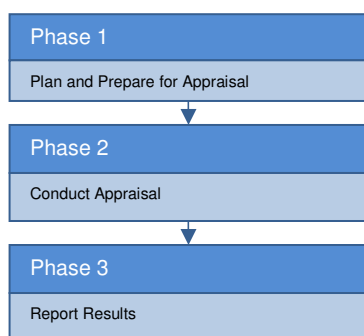 Phase 1
Plan and Prepare for Appraisal
Phase 2
Conduct Appraisal
Phase 3
Report Results